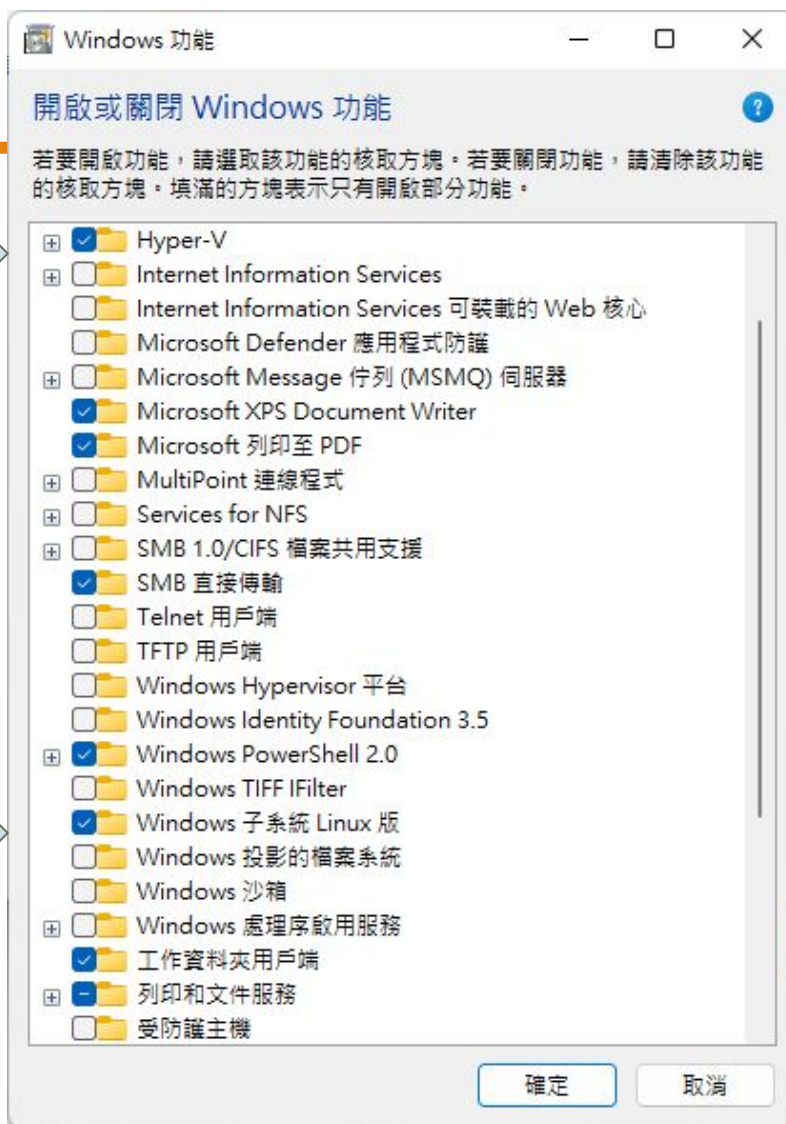 Windows 功能
開啟或關閉 Windows 功能
?
若要開啟功能，請選取該功能的核取方塊。若要關閉功能，請清除該功能
的核取方塊。填滿的方塊表示只有開啟部分功能。
Hyper-V
Internet Information Services
Internet Information Services 可裝載的 Web 核心
Microsoft Defender 應用程式防護
Microsoft Message 佇列 (MSMQ) 伺服器
Microsoft XPS Document Writer
Microsoft 列印至 PDF
MultiPoint 連線程式
Services for NFS
SMB 1.0/CIFS 檔案共用支援
SMB 直接傳輸
Telnet 用戶端
TFTP 用戶端
Windows Hypervisor 平台
Windows Identity Foundation 3.5
Windows PowerShell 2.0
Windows TIFF IFilter
Windows 子系統 Linux 版
Windows 投影的檔案系統
Windows 沙箱
Windows 處理序啟用服務
工作資料夾用戶端
列印和文件服務
受防護主機
確定 取消